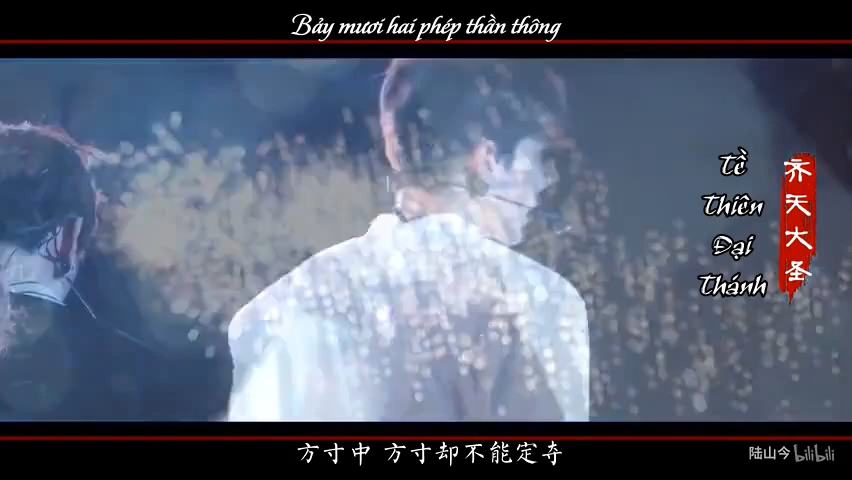 Bảy mươi hai phép thần thông
Tề
Thiên
Đại
Thánh
齐天大圣
方寸中 方寸却不能定夺
陆山今 bilibili